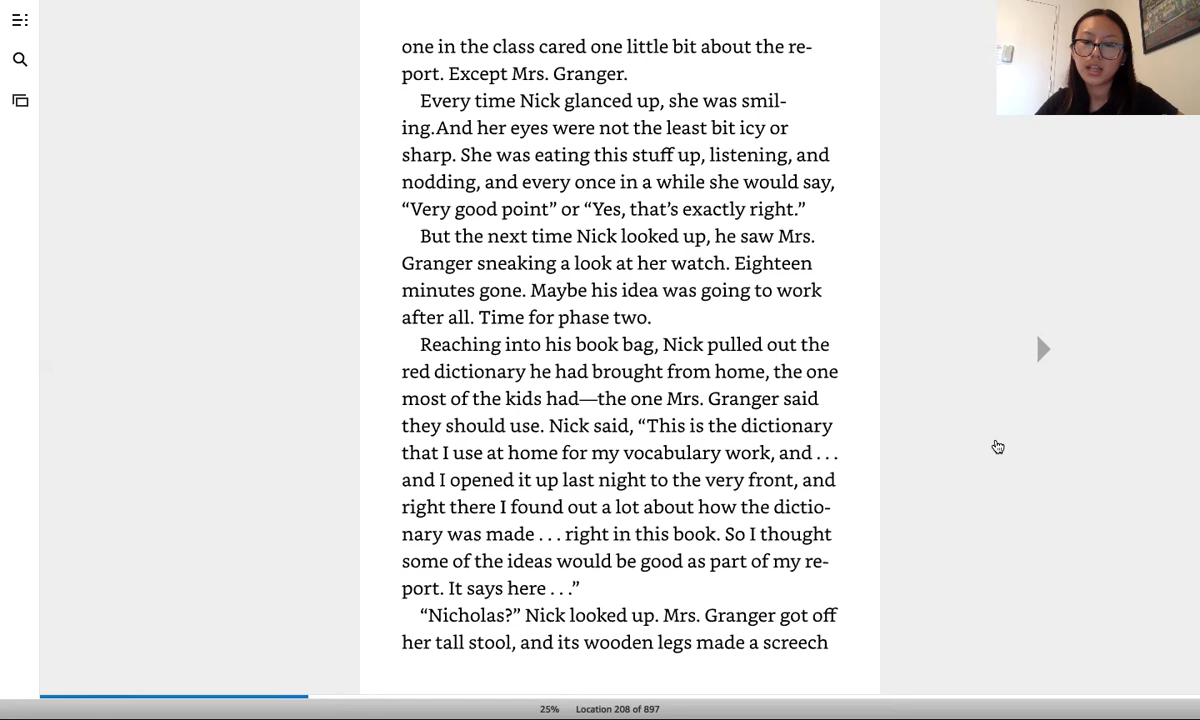 one in the class cared one little bit about the re-
port. Except Mrs. Granger.
Every time Nick glanced up, she was smil-
ing.And her eyes were not the least bit icy or
sharp. She was eating this stuff up, listening, and
nodding, and every once in a while she would say,
“Very good point” or “Yes, that’s exactly right.”
But the next time Nick looked up, he saw Mrs.
Granger sneaking a look at her watch. Eighteen
minutes gone. Maybe his idea was going to work
after all. Time for phase two.
Reaching into his book bag, Nick pulled out the
red dictionary he had brought from home, the one
most of the kids had—the one Mrs. Granger said
they should use. Nick said, “This is the dictionary
that I use at home for my vocabulary work, and . . .
and I opened it up last night to the very front, and
right there I found out a lot about how the dictio-
nary was made . . . right in this book. So I thought
some of the ideas would be good as part of my re-
port. It says here . . .”
“Nicholas?” Nick looked up. Mrs. Granger got off
her tall stool, and its wooden legs made a screech
25% Location 208 of 897